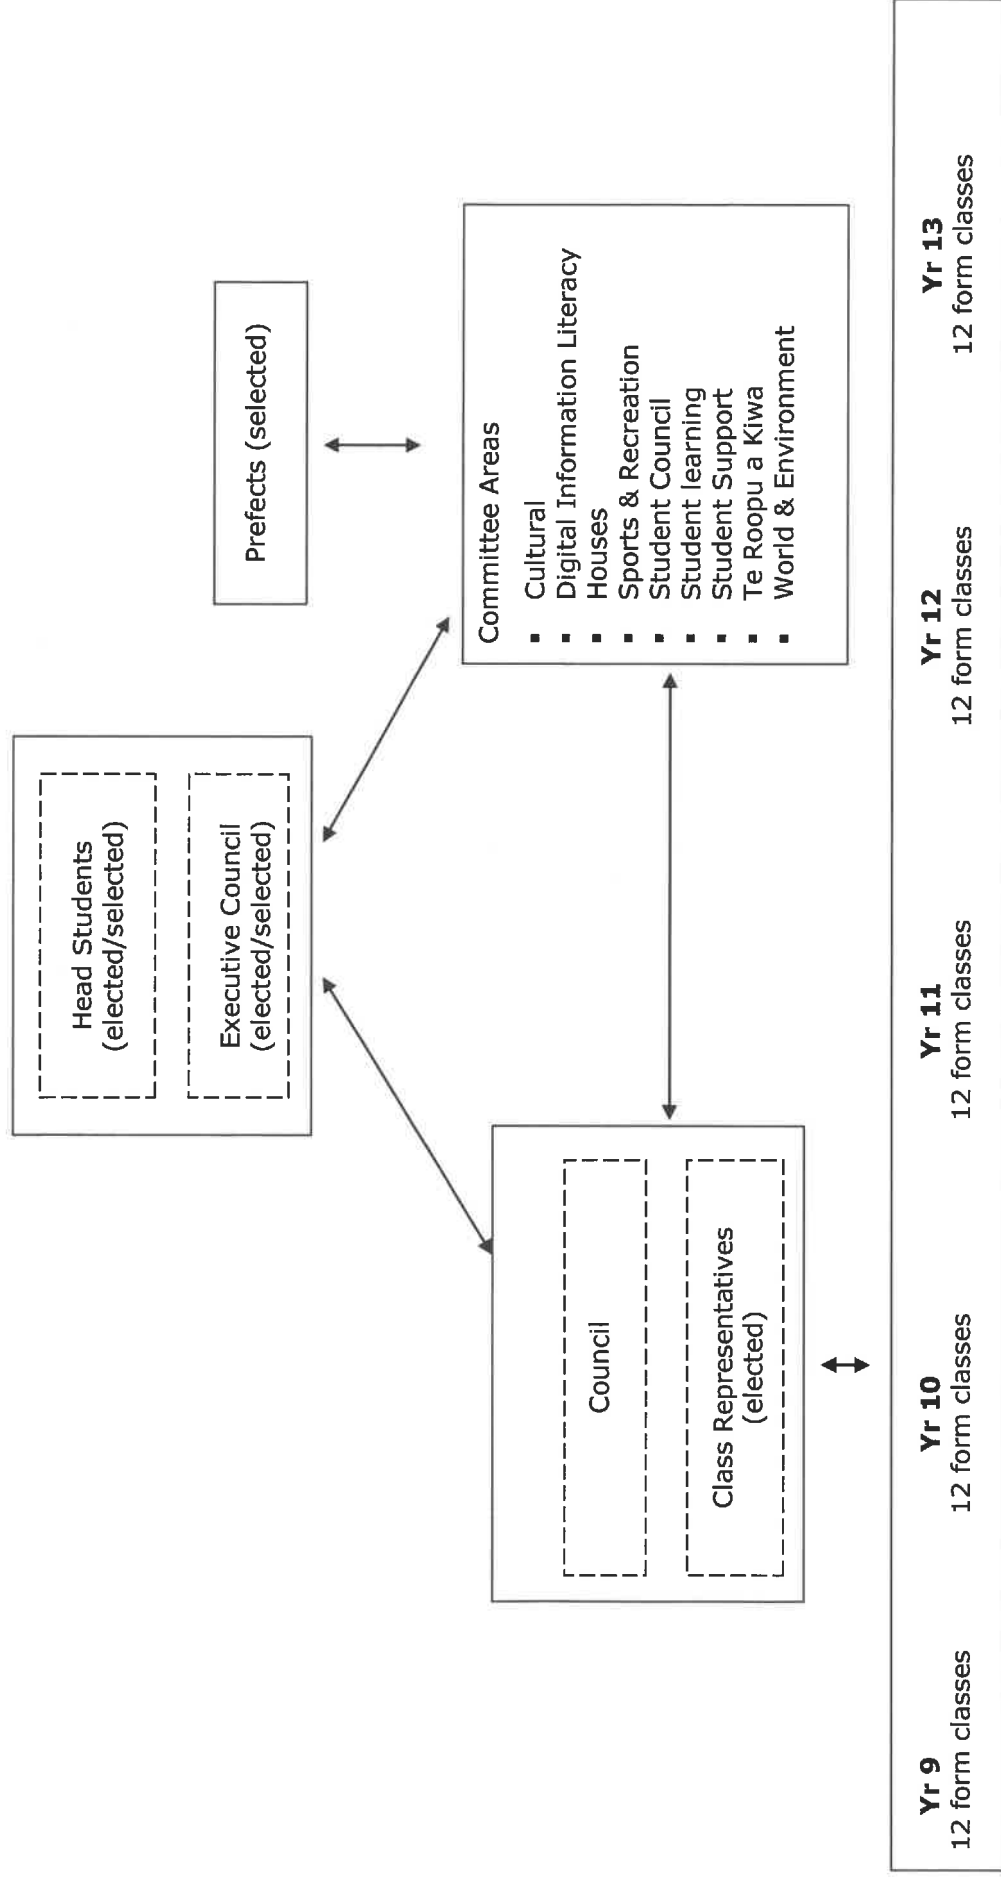 Head Students
(elected/selected)
Executive Council
(elected/selected)
Prefects (selected)
Council
Class Representatives
(elected)
Committee Areas
▪ Cultural
▪ Digital Information Literacy
▪ Houses
▪ Sports & Recreation
▪ Student Council
▪ Student learning
▪ Student Support
▪ Te Roopu a Kiwa
▪ World & Environment
Yr 9
12 form classes
Yr 10
12 form classes
Yr 11
12 form classes
Yr 12
12 form classes
Yr 13
12 form classes